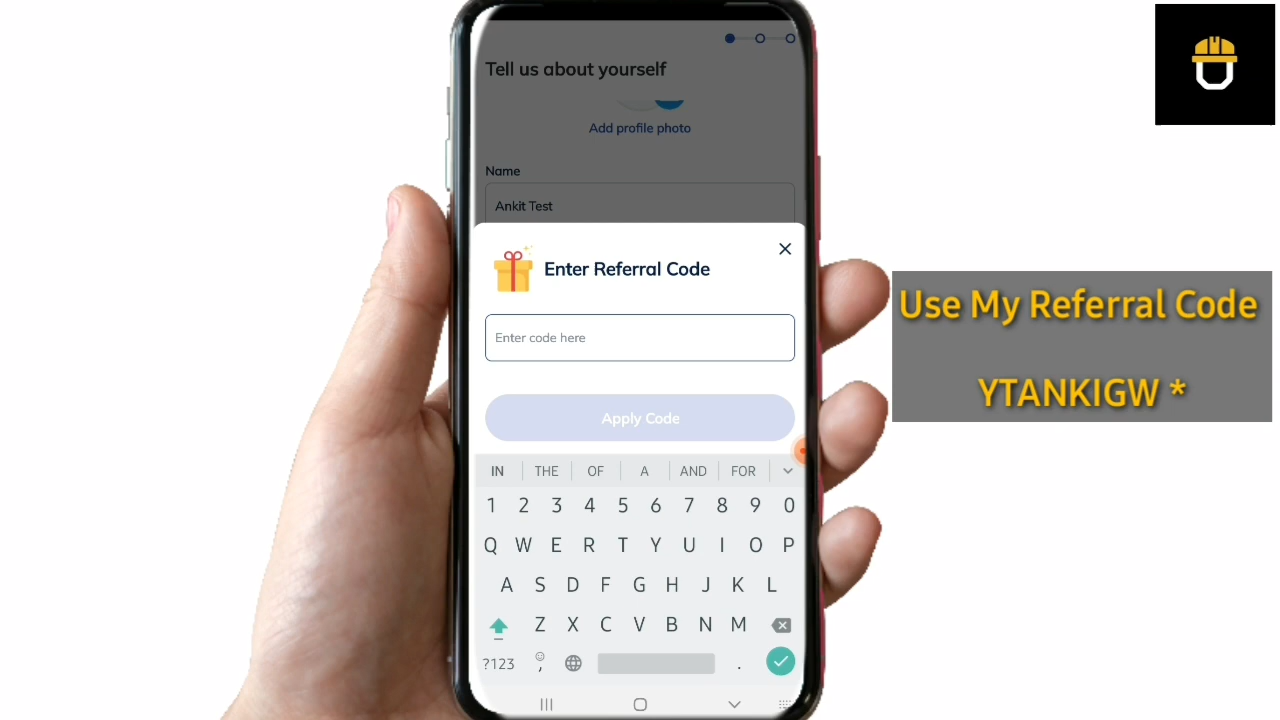 Tell us about yourself
Add profile photo
Name
Ankit Test
Enter Referral Code
Enter code here
Apply Code
IN THE OF A AND FOR
1 2 3 4 5 6 7 8 9 0
Q W E R T Y U I O P
A S D F G H J K L
Z X C V B N M
?123 , .
Use My Referral Code
YTANKIGW *